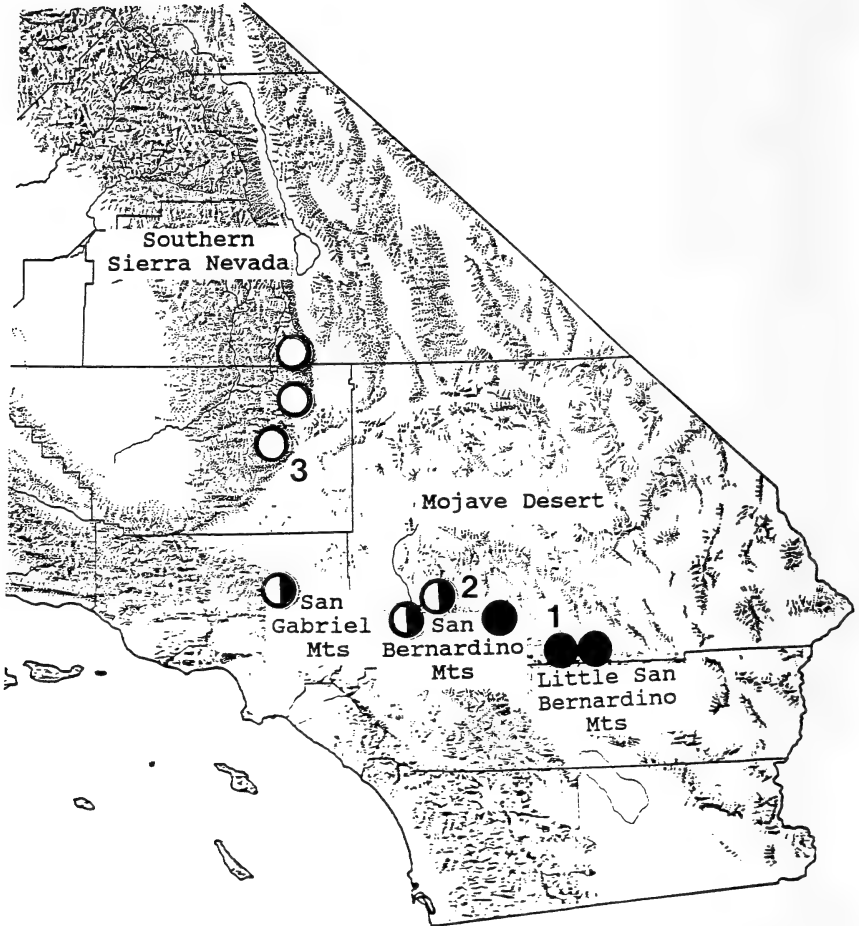 Southern
Sierra Nevada
3
Mojave Desert
2
1
San
Gabriel
Mts
San
Bernardino
Mts
Little San
Bernardino
Mts